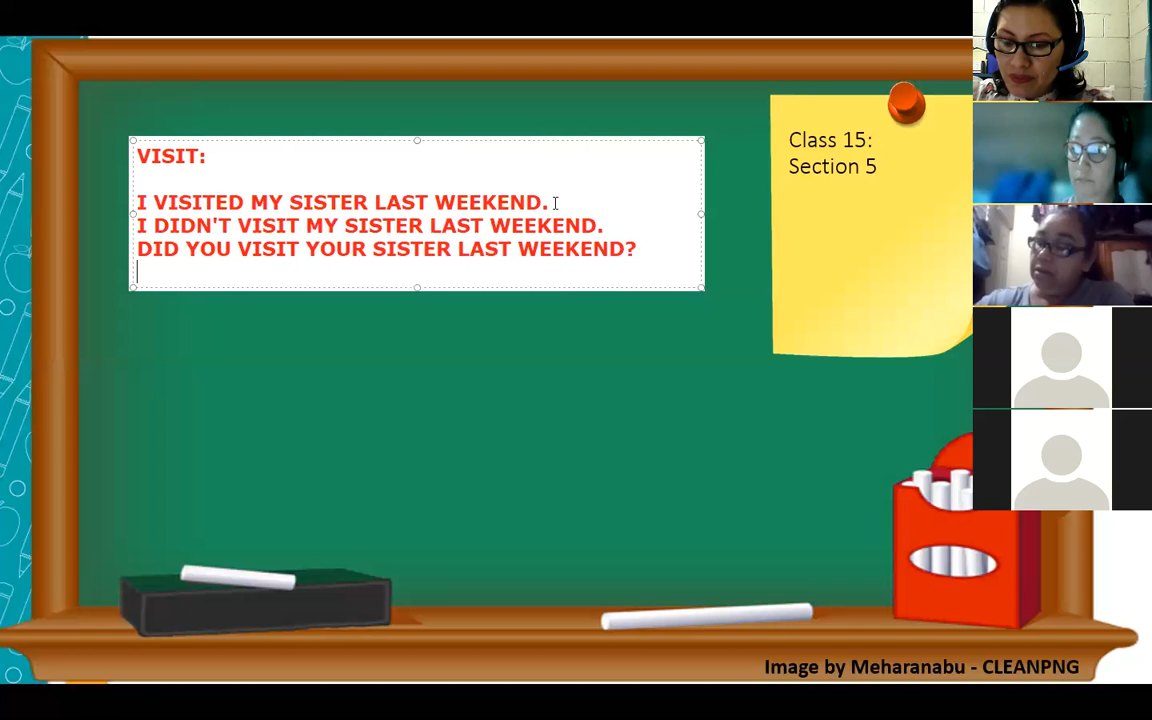 VISIT:
I VISITED MY SISTER LAST WEEKEND.
I DIDN'T VISIT MY SISTER LAST WEEKEND.
DID YOU VISIT YOUR SISTER LAST WEEKEND?
Class 15:
Section 5
Image by Meharanabu - CLEANPNG